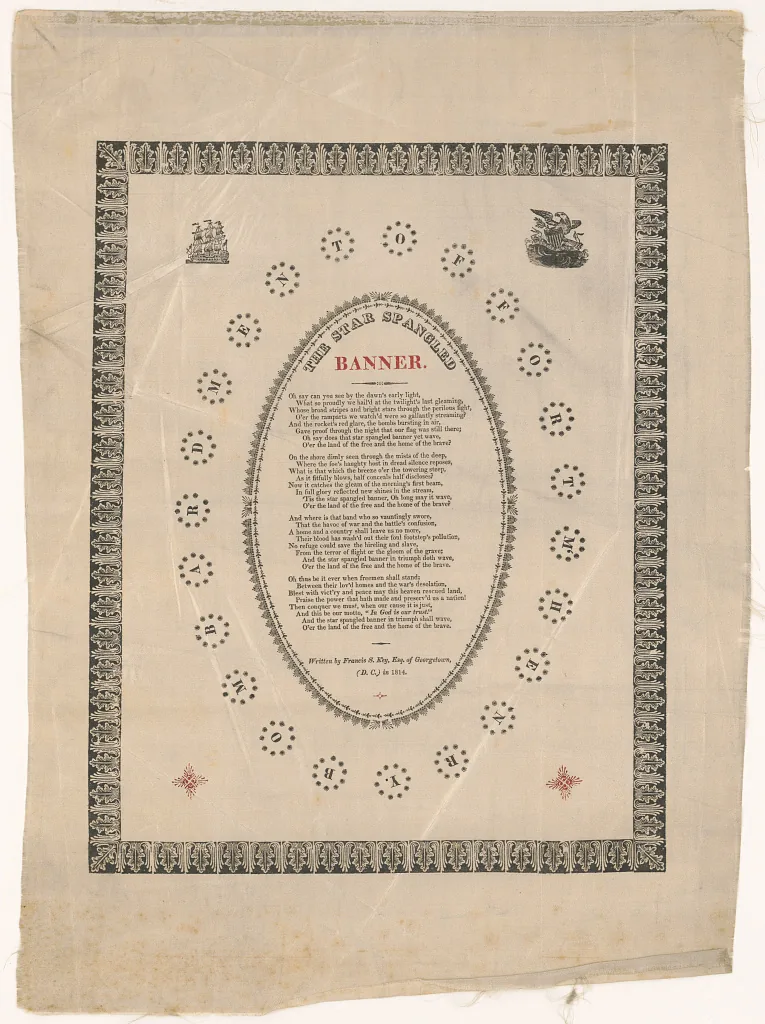 BOMBARDMENT OF FORT Mc HENRY.
THE STAR SPANGLED
BANNER.
Oh say can you see by the dawn's early light,
What so proudly we hail'd at the twilight's last gleaming,
Whose broad stripes and bright stars through the perilous fight,
O'er the ramparts we watch'd were so gallantly streaming?
And the rocket's red glare, the bombs bursting in air,
Gave proof through the night that our flag was still there;
Oh say does that star spangled banner yet wave,
O'er the land of the free and the home of the brave?
On the shore dimly seen through the mists of the deep,
Where the foe's haughty host in dread silence reposes,
What is that which the breeze o'er the towering steep,
As it fitfully blows, half conceals half discloses?
Now it catches the gleam of the morning's first beam,
In full glory reflected new shines in the stream,
'Tis the star spangled banner, Oh long may it wave,
O'er the land of the free and the home of the brave?
And where is that band who so vauntingly swore,
That the havoc of war and the battle's confusion,
A home and a country shall leave us no more,
Their blood has wash'd out their foul footstep's pollution,
No refuge could save the hireling and slave,
From the terror of flight or the gloom of the grave;
And the star spangled banner in triumph doth wave,
O'er the land of the free and the home of the brave.
Oh thus be it ever when freemen shall stand;
Between their lov'd homes and the war's desolation,
Blest with vict'ry and peace may this heaven rescued land,
Praise the power that hath made and preserv'd us a nation!
Then conquer we must, when our cause it is just,
And this be our motto, "In God is our trust!"
And the star spangled banner in triumph shall wave,
O'er the land of the free and the home of the brave.
Written by Francis S. Key, Esq. of Georgetown,
(D. C.) in 1814.